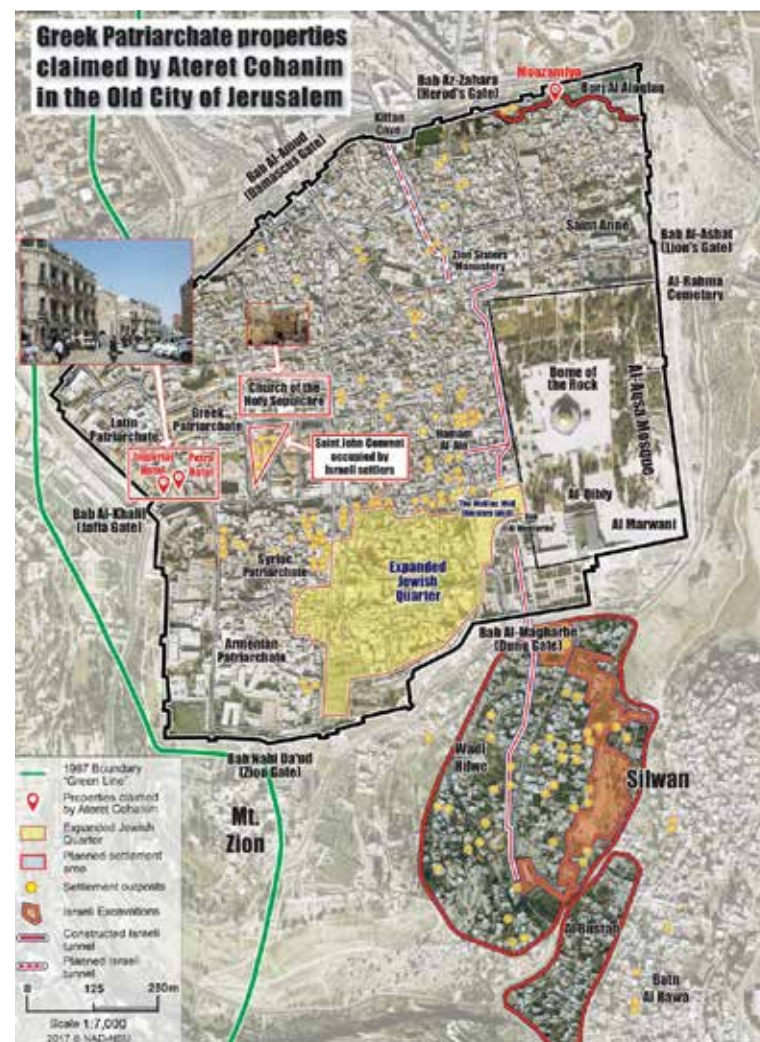 Greek Patriarchate properties
claimed by Ateret Cohanim
in the Old City of Jerusalem
Bab Az-Zahara
(Herod's Gate)
Moazamiya
Burj Al
Kittan
Cave
Bab Al-Amud
(Damascus Gate)
Saint Anne
Bab Al-Asbat
(Lion's Gate)
Zion Sisters
Monastery
Al-Rahma
Cemetery
Dome of
the Rock
Al-Aqsa Mosque
Church of the
Holy Sepulchre
Latin
Patriarchate
Greek
Patriarchate
Saint John Convent
occupied by
Israeli settlers
Hamam
Al Ain
Imperial
Hotel
Petra
Hotel
Bab Al-Khalil
(Jaffa Gate)
Al-Qibly
Al Marwani
Syriac
Patriarchate
Expanded
Jewish
Quarter
Armenian
Patriarchate
Bab Al-Magharbe
(Dung Gate)
Bab Nabi Da'ud
(Zion Gate)
Wadi
Hilwe
Silwan
Mt.
Zion
Al Bustan
Batn
Al Hawa
"Green Line"
Properties claimed
by Ateret Cohanim
Expanded Jewish
Quarter
Planned settlement
area
Settlement outposts
Israeli Excavations
Constructed Israeli
tunnel
Planned Israeli
tunnel
0 125 250m
Scale 1:7,000
2017 © NAD-NSU